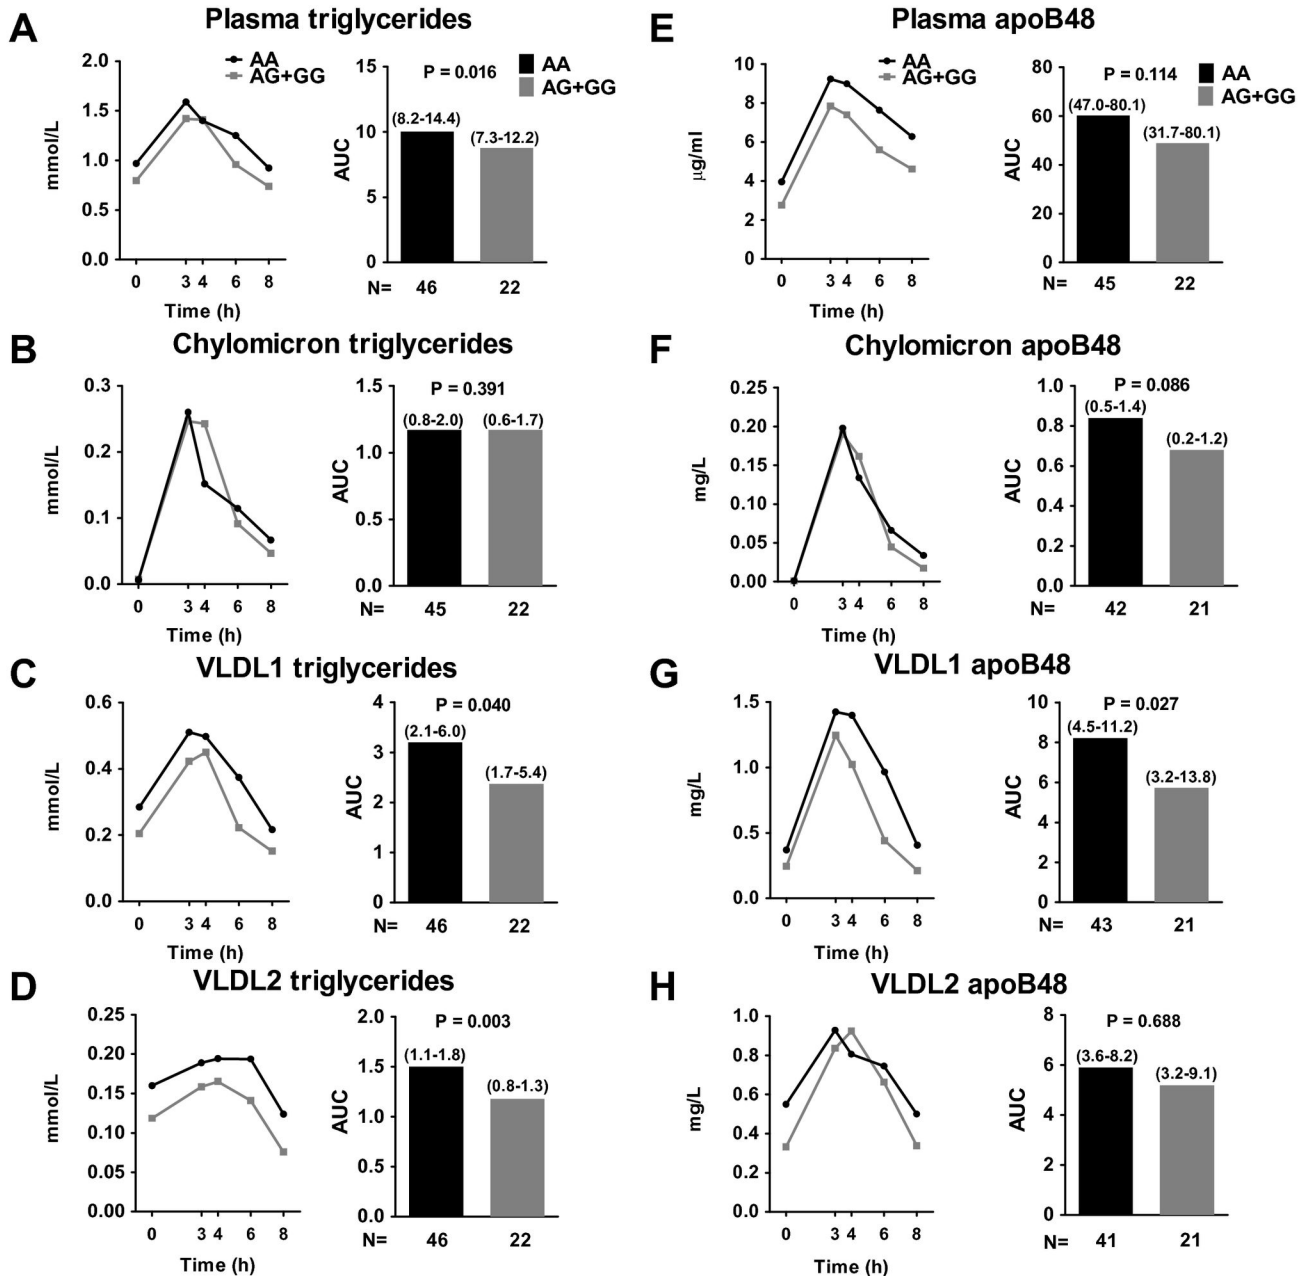 A
Plasma triglycerides
AA
AG+GG
2.0
1.5
1.0
0.5
0.0
mmol/L
0 3 4 6 8
Time (h)
P = 0.016
AA
AG+GG
(8.2-14.4)
(7.3-12.2)
15
10
5
0
AUC
N= 46 22
E
Plasma apoB48
AA
AG+GG
10
8
6
4
2
0
µg/ml
0 3 4 6 8
Time (h)
P = 0.114
AA
AG+GG
(47.0-80.1)
(31.7-80.1)
80
60
40
20
0
AUC
N= 45 22
B
Chylomicron triglycerides
0.3
0.2
0.1
0.0
mmol/L
0 3 4 6 8
Time (h)
P = 0.391
(0.8-2.0)
(0.6-1.7)
1.5
1.0
0.5
0.0
AUC
N= 45 22
F
Chylomicron apoB48
0.25
0.20
0.15
0.10
0.05
0.00
mg/L
0 3 4 6 8
Time (h)
P = 0.086
(0.5-1.4)
(0.2-1.2)
1.0
0.8
0.6
0.4
0.2
0.0
AUC
N= 42 21
C
VLDL1 triglycerides
0.6
0.4
0.2
0.0
mmol/L
0 3 4 6 8
Time (h)
P = 0.040
(2.1-6.0)
(1.7-5.4)
4
3
2
1
0
AUC
N= 46 22
G
VLDL1 apoB48
1.5
1.0
0.5
0.0
mg/L
0 3 4 6 8
Time (h)
P = 0.027
(4.5-11.2)
(3.2-13.8)
10
8
6
4
2
0
AUC
N= 43 21
D
VLDL2 triglycerides
0.25
0.20
0.15
0.10
0.05
0.00
mmol/L
0 3 4 6 8
Time (h)
P = 0.003
(1.1-1.8)
(0.8-1.3)
2.0
1.5
1.0
0.5
0.0
AUC
N= 46 22
H
VLDL2 apoB48
1.0
0.8
0.6
0.4
0.2
0.0
mg/L
0 3 4 6 8
Time (h)
P = 0.688
(3.6-8.2)
(3.2-9.1)
8
6
4
2
0
AUC
N= 41 21